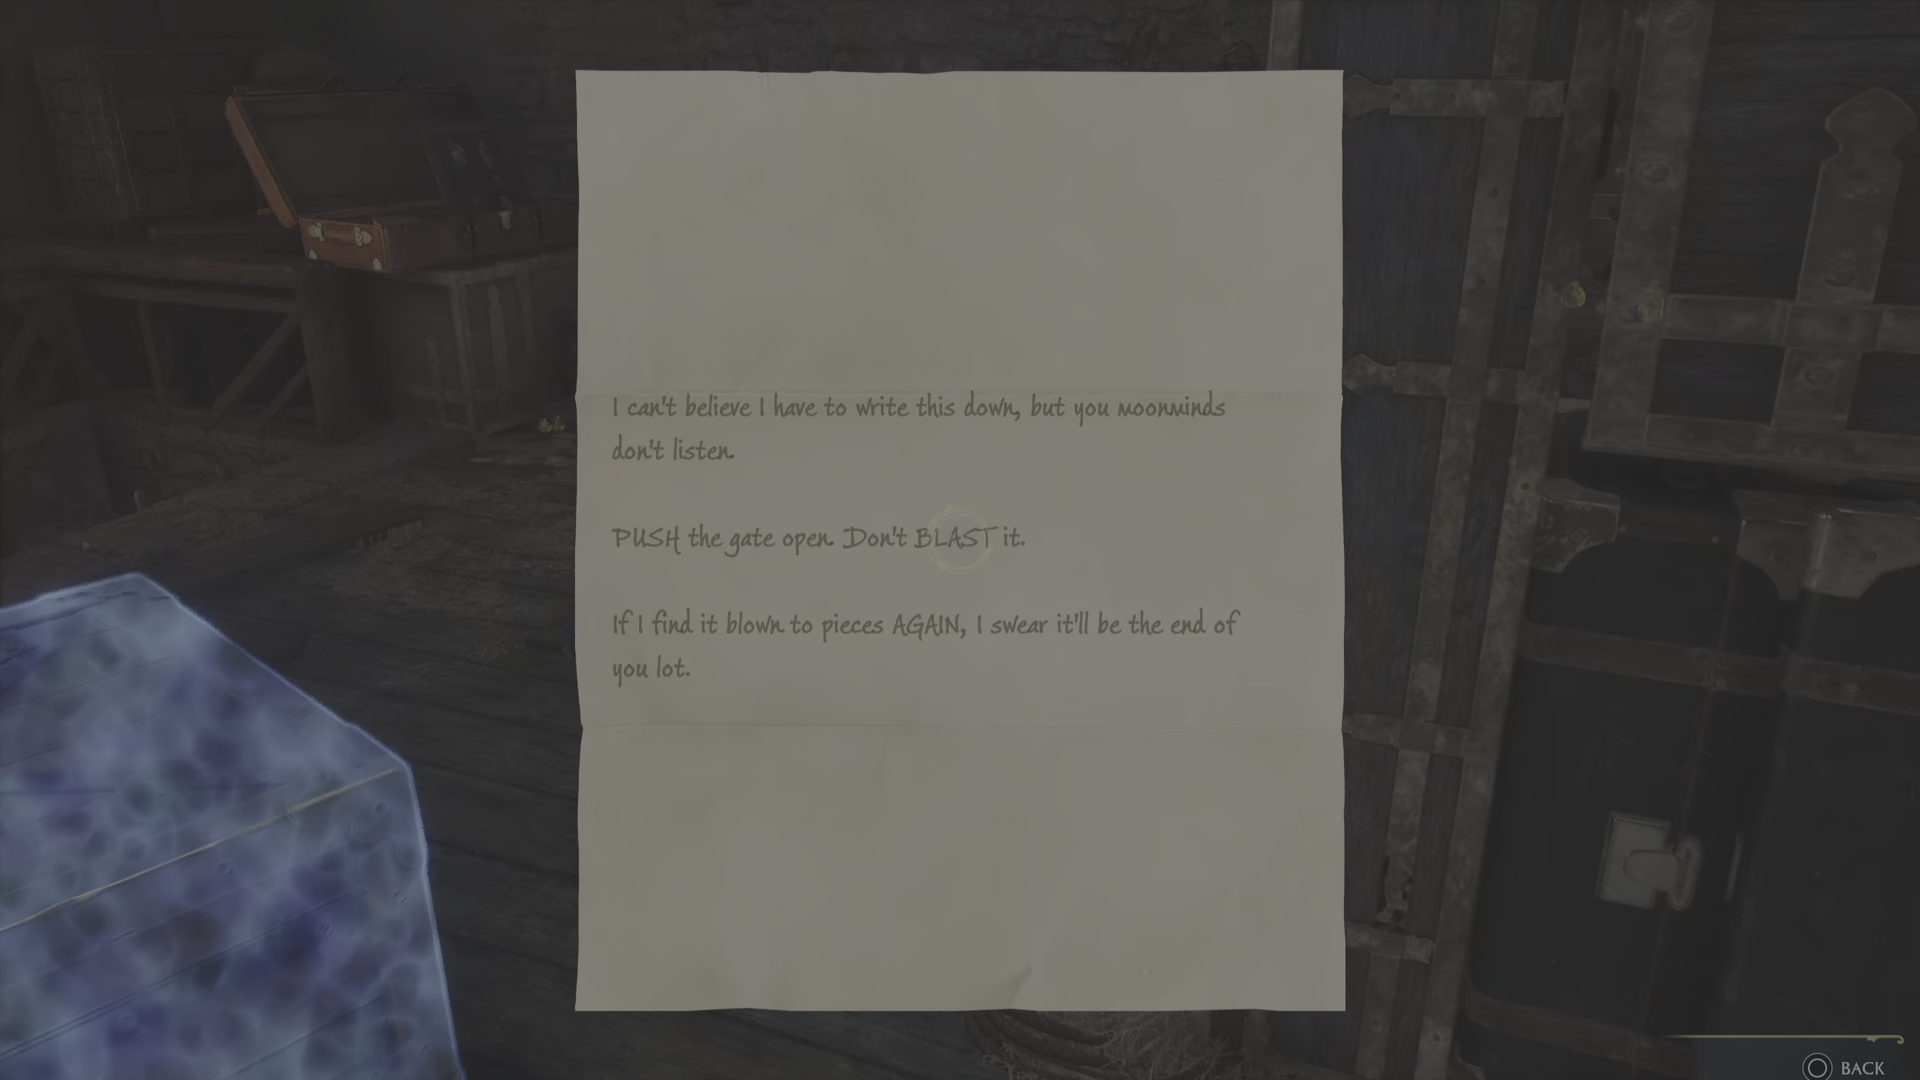 I can't believe I have to write this down, but you moonminds
don't listen.
PUSH the gate open. Don't BLAST it.
If I find it blown to pieces AGAIN, I swear it'll be the end of
you lot.
BACK